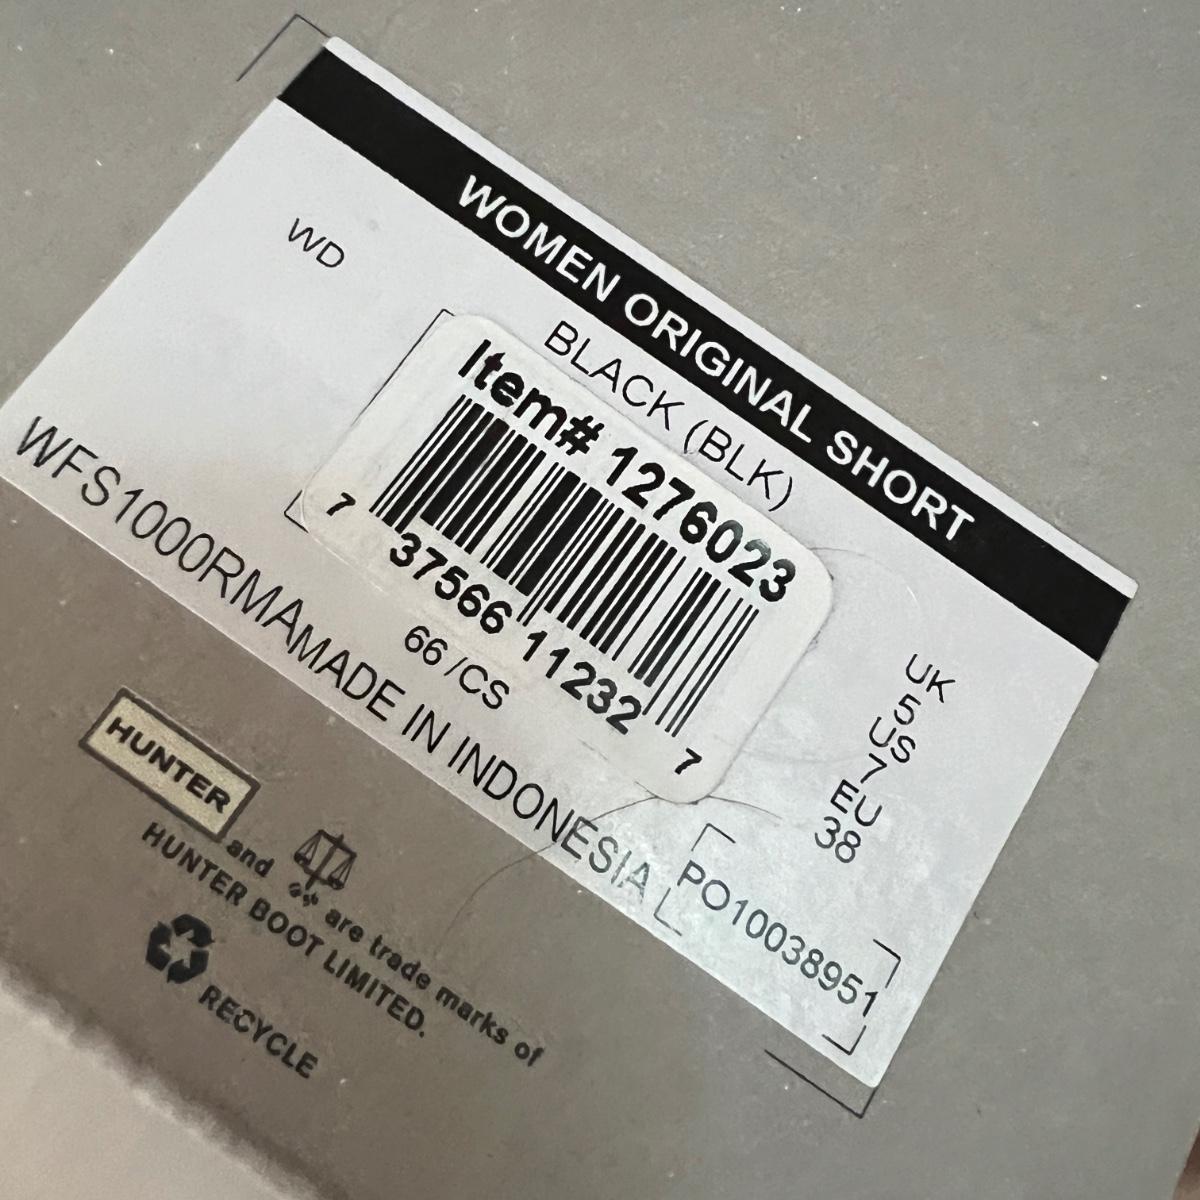 WOMEN ORIGINAL SHORT
WD
BLACK (BLK)
Item# 1276023
7 37566 11232 7
66 /CS
UK
5
US
7
EU
38
WFS1000RMAMADE IN INDONESIA
PO10038951
HUNTER and are trade marks of
HUNTER BOOT LIMITED.
RECYCLE